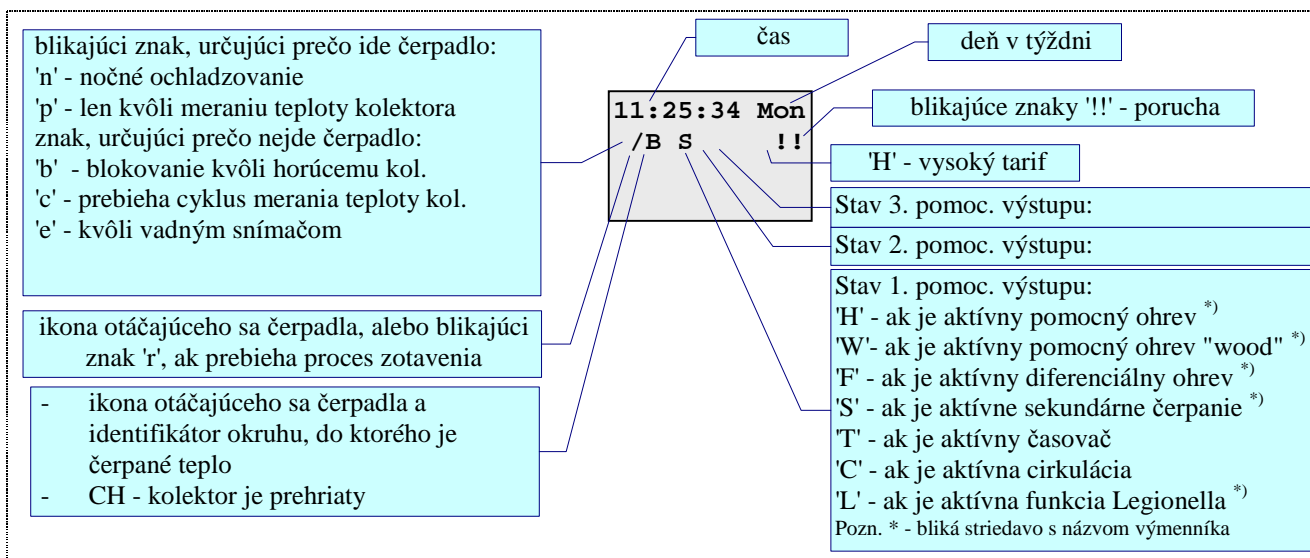 blikajúci znak, určujúci prečo ide čerpadlo:
'n' - nočné ochladzovanie
'p' - len kvôli meraniu teploty kolektora
znak, určujúci prečo nejde čerpadlo:
'b' - blokovanie kvôli horúcemu kol.
'c' - prebieha cyklus merania teploty kol.
'e' - kvôli vadným snímačom
ikona otáčajúceho sa čerpadla, alebo blikajúci
znak 'r', ak prebieha proces zotavenia
- ikona otáčajúceho sa čerpadla a
identifikátor okruhu, do ktorého je
čerpané teplo
- CH - kolektor je prehriaty
čas
deň v týždni
11:25:34 Mon
/B S !!
blikajúce znaky '!!' - porucha
'H' - vysoký tarif
Stav 3. pomoc. výstupu:
Stav 2. pomoc. výstupu:
Stav 1. pomoc. výstupu:
'H' - ak je aktívny pomocný ohrev *)
'W'- ak je aktívny pomocný ohrev "wood" *)
'F' - ak je aktívny diferenciálny ohrev *)
'S' - ak je aktívne sekundárne čerpanie *)
'T' - ak je aktívny časovač
'C' - ak je aktívna cirkulácia
'L' - ak je aktívna funkcia Legionella *)
Pozn. * - bliká striedavo s názvom výmenníka